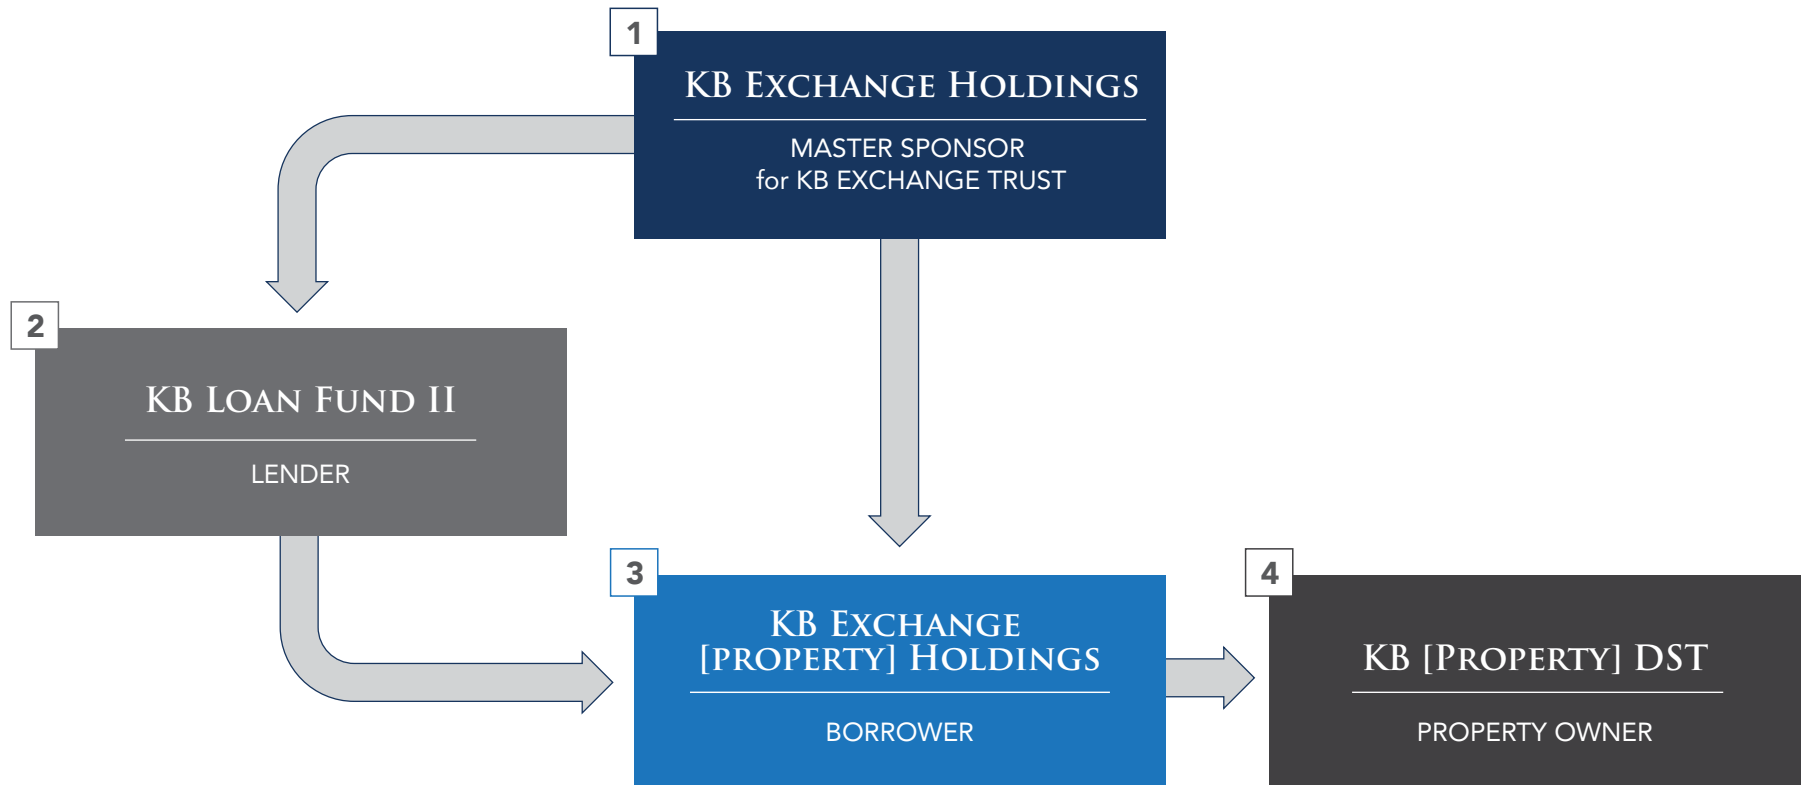 1
KB Exchange Holdings
MASTER SPONSOR
for KB EXCHANGE TRUST
2
KB Loan Fund II
LENDER
3
KB Exchange
[property] Holdings
BORROWER
4
KB [Property] DST
PROPERTY OWNER